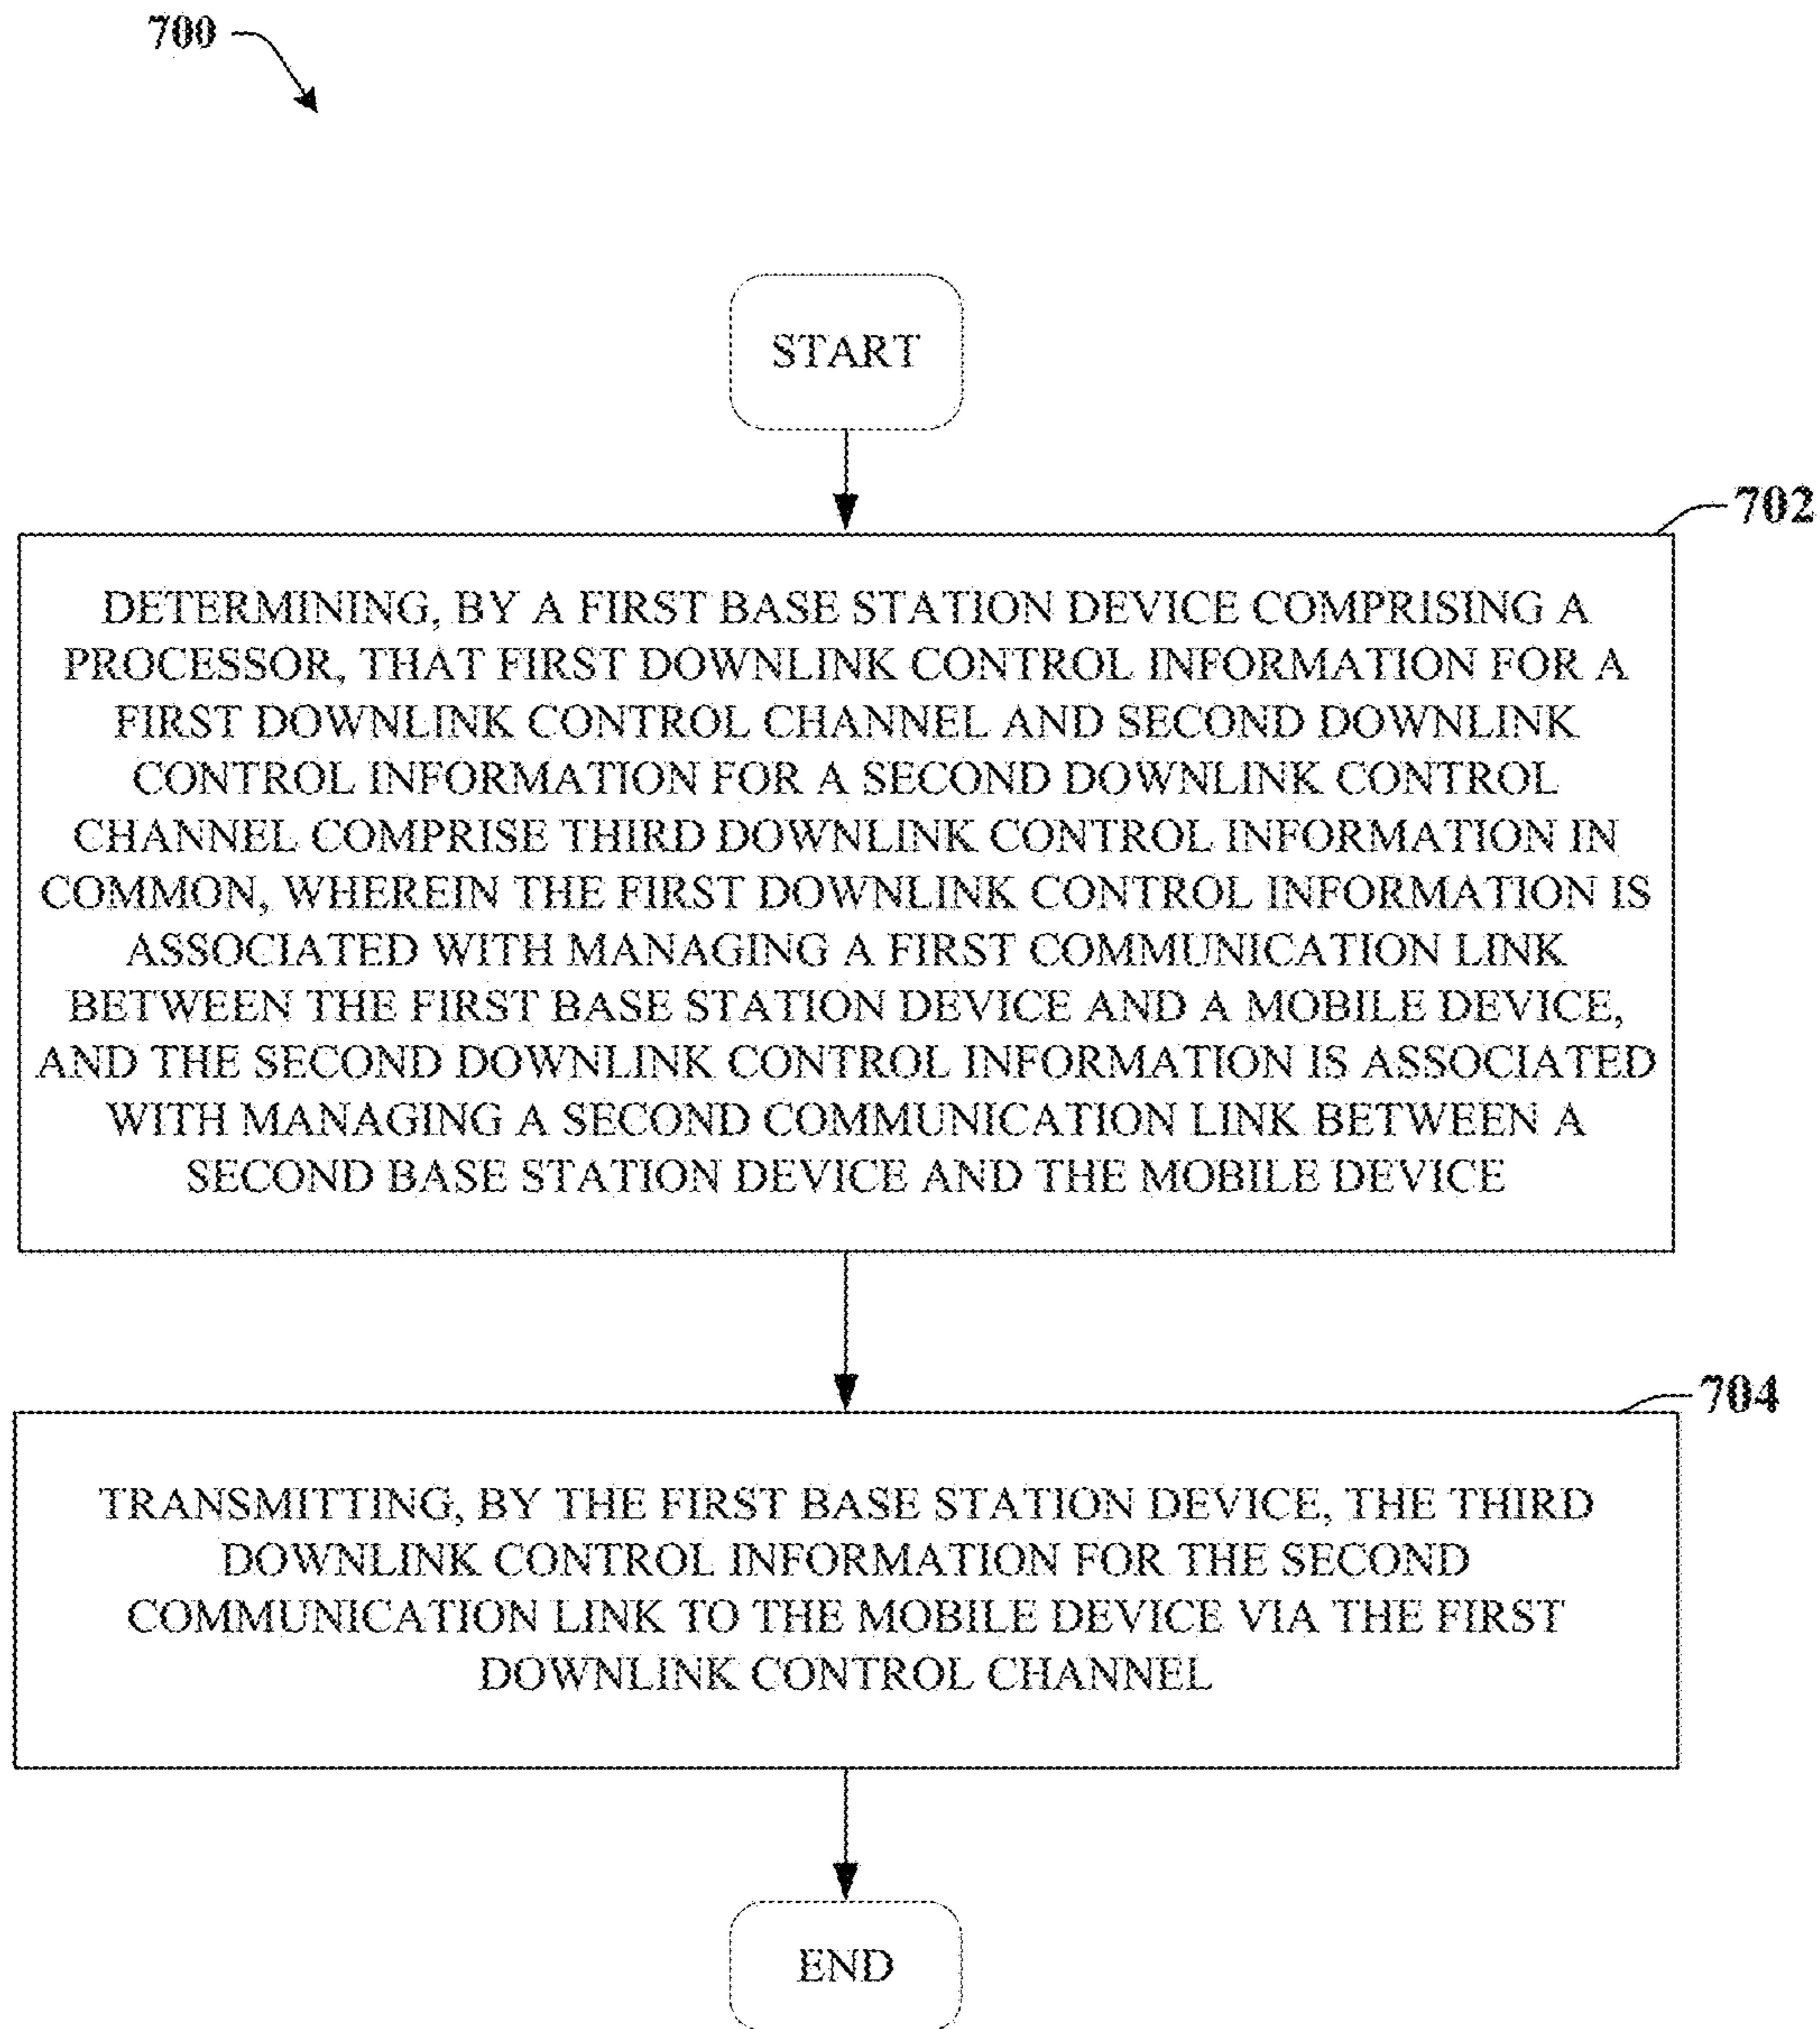 700
START
702
DETERMINING, BY A FIRST BASE STATION DEVICE COMPRISING A
PROCESSOR, THAT FIRST DOWNLINK CONTROL INFORMATION FOR A
FIRST DOWNLINK CONTROL CHANNEL AND SECOND DOWNLINK
CONTROL INFORMATION FOR A SECOND DOWNLINK CONTROL
CHANNEL COMPRISE THIRD DOWNLINK CONTROL INFORMATION IN
COMMON, WHEREIN THE FIRST DOWNLINK CONTROL INFORMATION IS
ASSOCIATED WITH MANAGING A FIRST COMMUNICATION LINK
BETWEEN THE FIRST BASE STATION DEVICE AND A MOBILE DEVICE,
AND THE SECOND DOWNLINK CONTROL INFORMATION IS ASSOCIATED
WITH MANAGING A SECOND COMMUNICATION LINK BETWEEN A
SECOND BASE STATION DEVICE AND THE MOBILE DEVICE
704
TRANSMITTING, BY THE FIRST BASE STATION DEVICE, THE THIRD
DOWNLINK CONTROL INFORMATION FOR THE SECOND
COMMUNICATION LINK TO THE MOBILE DEVICE VIA THE FIRST
DOWNLINK CONTROL CHANNEL
END